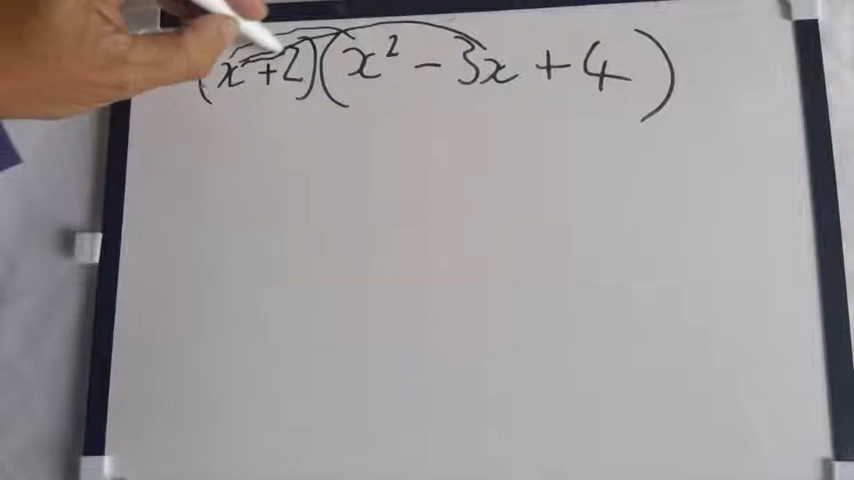 (x+2)(x² - 3x + 4)